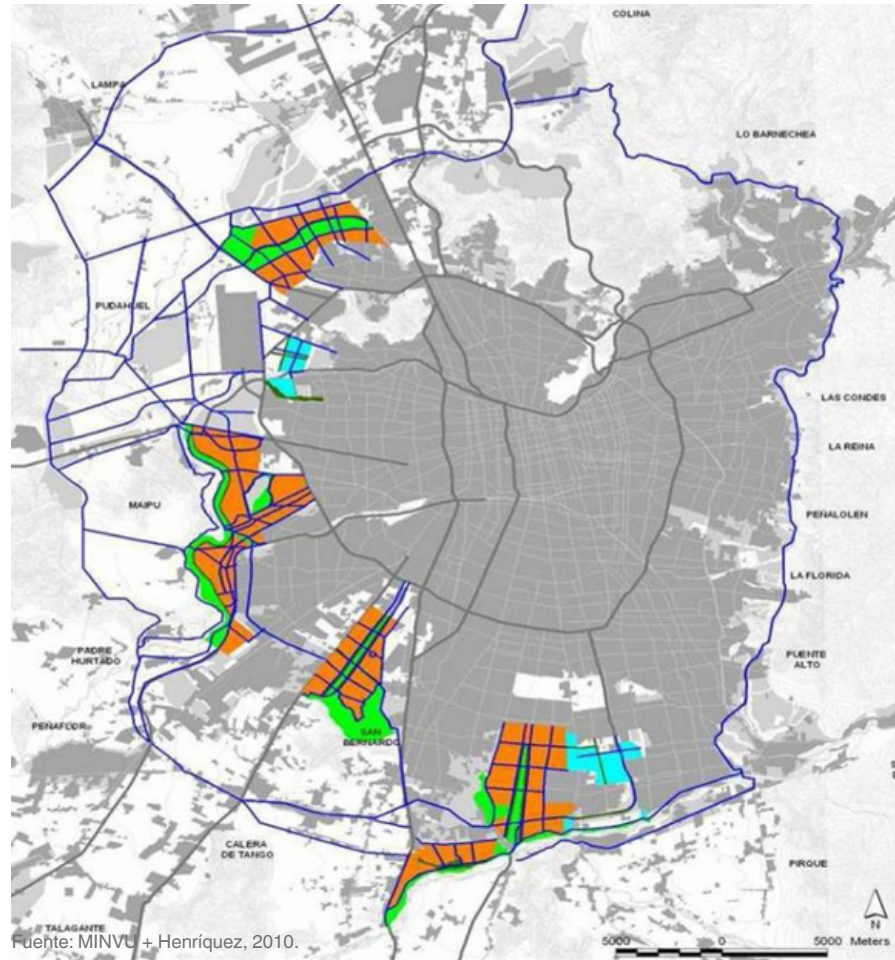 COLINA
LAMPA
LO BARNECHEA
PUDAHUEL
LAS CONDES
LA REINA
MAIPU
PEÑALOLEN
LA FLORIDA
PADRE
HURTADO
PUENTE
ALTO
PEÑAFLOR
SAN
BERNARDO
CALERA
DE TANGO
PIRQUE
TALAGANTE
N
Fuente: MINVU + Henríquez, 2010.
5000 0 5000 Meters